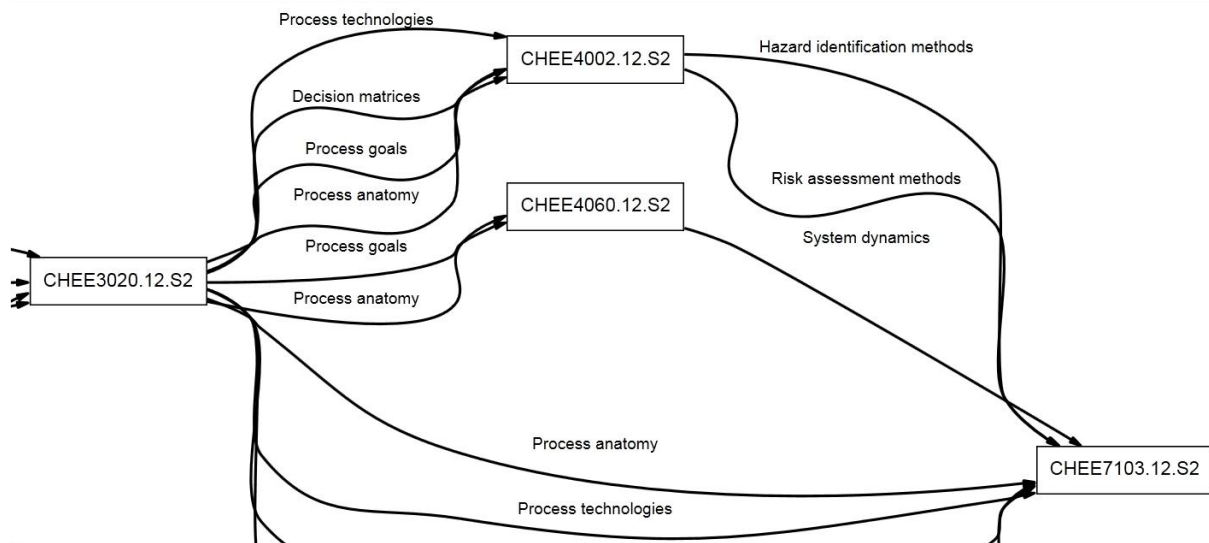 Process technologies
CHEE4002.12.S2
Hazard identification methods
Decision matrices
Process goals
Risk assessment methods
Process anatomy
CHEE4060.12.S2
System dynamics
Process goals
CHEE3020.12.S2
Process anatomy
Process anatomy
CHEE7103.12.S2
Process technologies